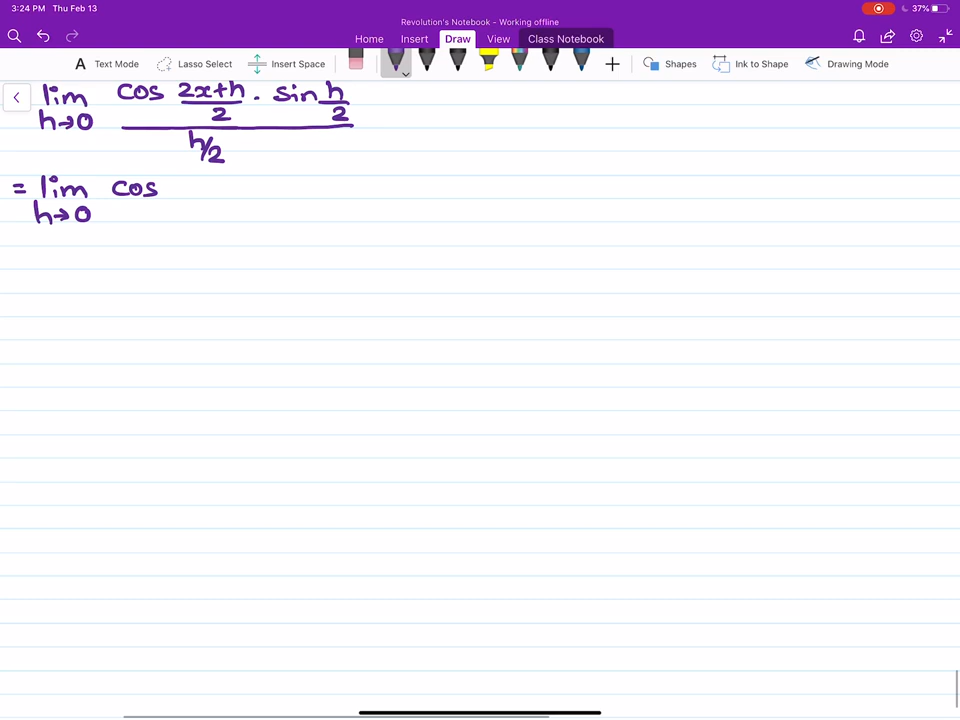 3:24 PM Thu Feb 13
37%
Revolution's Notebook - Working offline
Home Insert Draw View Class Notebook
A Text Mode Lasso Select Insert Space Shapes Ink to Shape Drawing Mode
lim cos 2x+h . sin h
h→0 2 2
h/2
= lim cos
h→0